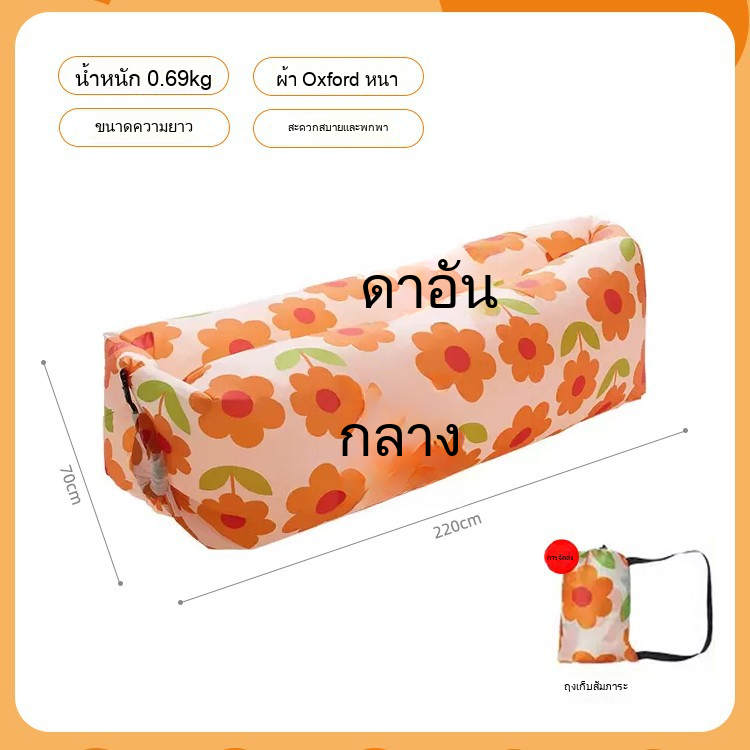 น้ำหนัก 0.69kg
ผ้า Oxford หนา
ขนาดความยาว
สะดวกสบายและพกพา
ดาอัน
กลาง
70cm
220cm
ถุงเก็บสัมภาระ